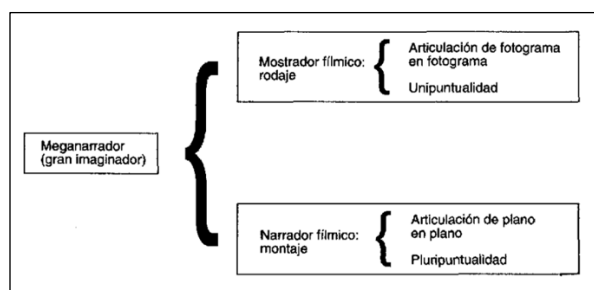 Meganarrador
(gran imaginador)
Mostrador fílmico:
rodaje
Articulación de fotograma
en fotograma
Unipuntualidad
Narrador fílmico:
montaje
Articulación de plano
en plano
Pluripuntualidad